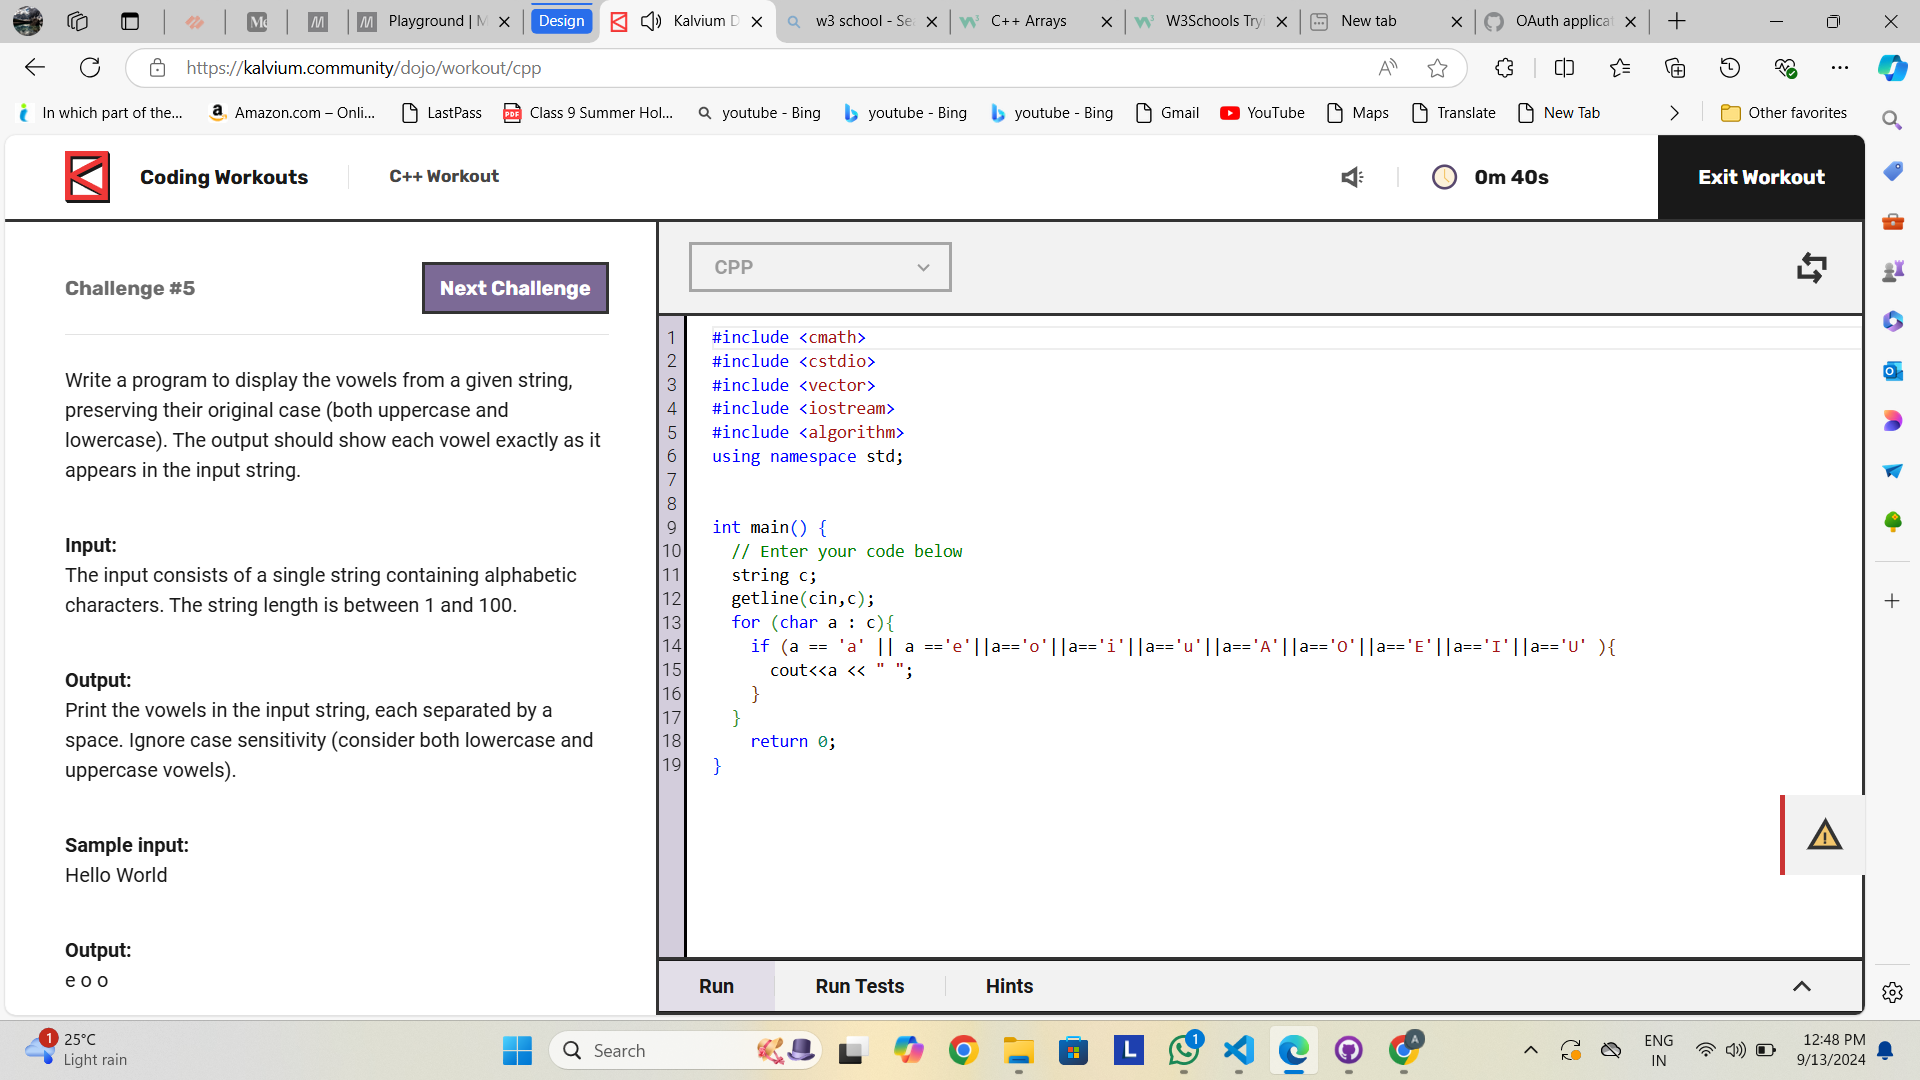 Playground | M
Design
Kalvium D
w3 school - Se
C++ Arrays
W3Schools Tryi
New tab
OAuth applicat
https://kalvium.community/dojo/workout/cpp
In which part of the...
Amazon.com – Onli...
LastPass
Class 9 Summer Hol...
youtube - Bing
youtube - Bing
youtube - Bing
Gmail
YouTube
Maps
Translate
New Tab
Other favorites
Coding Workouts
C++ Workout
0m 40s
Exit Workout
Challenge #5
Next Challenge
Write a program to display the vowels from a given string,
preserving their original case (both uppercase and
lowercase). The output should show each vowel exactly as it
appears in the input string.
Input:
The input consists of a single string containing alphabetic
characters. The string length is between 1 and 100.
Output:
Print the vowels in the input string, each separated by a
space. Ignore case sensitivity (consider both lowercase and
uppercase vowels).
Sample input:
Hello World
Output:
e o o
CPP
1 #include <cmath>
2 #include <cstdio>
3 #include <vector>
4 #include <iostream>
5 #include <algorithm>
6 using namespace std;
7
8
9 int main() {
10 // Enter your code below
11 string c;
12 getline(cin,c);
13 for (char a : c){
14 if (a == 'a' || a =='e'||a=='o'||a=='i'||a=='u'||a=='A'||a=='O'||a=='E'||a=='I'||a=='U' ){
15 cout<<a << " ";
16 }
17 }
18 return 0;
19 }
Run
Run Tests
Hints
1
25°C
Light rain
Search
L
1
A
ENG
IN
12:48 PM
9/13/2024